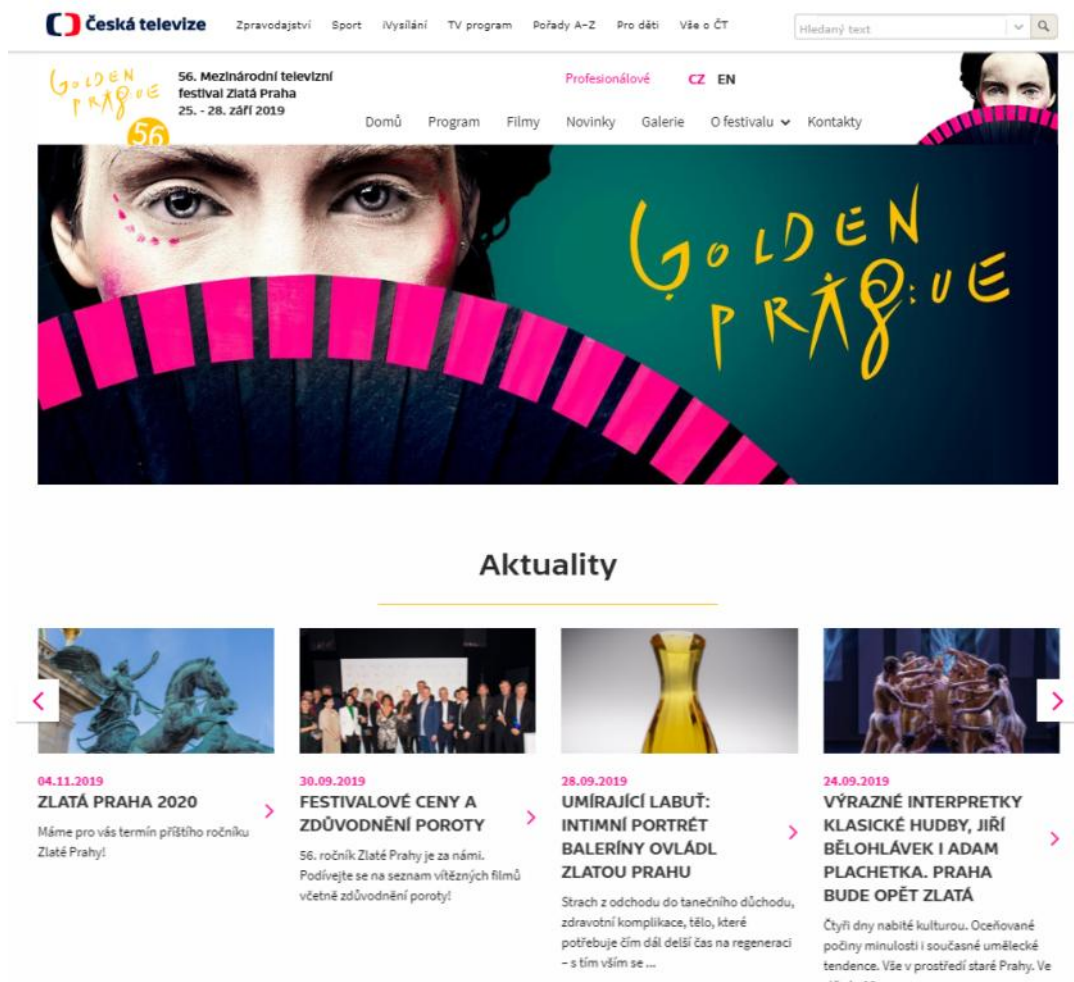 Česká televize
Zpravodajství Sport iVysílání TV program Pořady A–Z Pro děti Vše o ČT
Hledaný text
GOLDEN PRAGUE
56
56. Mezinárodní televizní
festival Zlatá Praha
25. - 28. září 2019
Profesionálové CZ EN
Domů Program Filmy Novinky Galerie O festivalu Kontakty
GOLDEN
PRAGUE
Aktuality
04.11.2019
ZLATÁ PRAHA 2020
Máme pro vás termín příštího ročníku
Zlaté Prahy!
30.09.2019
FESTIVALOVÉ CENY A
ZDŮVODNĚNÍ POROTY
56. ročník Zlaté Prahy je za námi.
Podívejte se na seznam vítězných filmů
včetně zdůvodnění poroty!
28.09.2019
UMÍRAJÍCÍ LABUŤ:
INTIMNÍ PORTRÉT
BALERÍNY OVLÁDL
ZLATOU PRAHU
Strach z odchodu do tanečního důchodu,
zdravotní komplikace, tělo, které
potřebuje čím dál delší čas na regeneraci
– s tím vším se ...
24.09.2019
VÝRAZNÉ INTERPRETKY
KLASICKÉ HUDBY, JIŘÍ
BĚLOHLÁVEK I ADAM
PLACHETKA. PRAHA
BUDE OPĚT ZLATÁ
Čtyři dny nabité kulturou. Oceňované
počiny minulosti i současné umělecké
tendence. Vše v prostředí staré Prahy. Ve